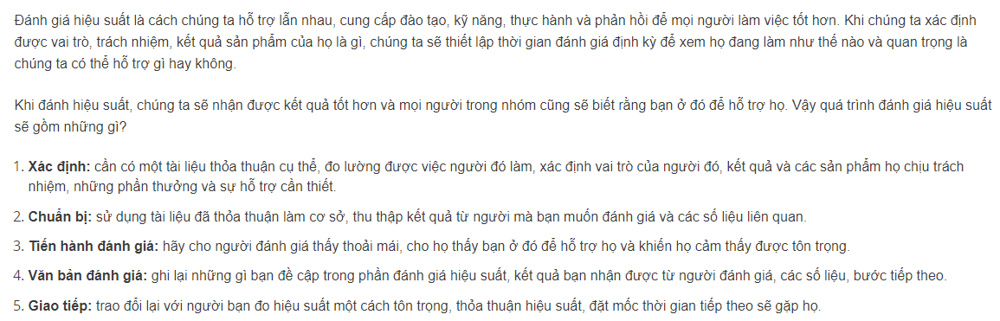 Đánh giá hiệu suất là cách chúng ta hỗ trợ lẫn nhau, cung cấp đào tạo, kỹ năng, thực hành và phản hồi để mọi người làm việc tốt hơn. Khi chúng ta xác định
được vai trò, trách nhiệm, kết quả sản phẩm của họ là gì, chúng ta sẽ thiết lập thời gian đánh giá định kỳ để xem họ đang làm như thế nào và quan trọng là
chúng ta có thể hỗ trợ gì hay không.
Khi đánh hiệu suất, chúng ta sẽ nhận được kết quả tốt hơn và mọi người trong nhóm cũng sẽ biết rằng bạn ở đó để hỗ trợ họ. Vậy quá trình đánh giá hiệu suất
sẽ gồm những gì?
1. Xác định: cần có một tài liệu thỏa thuận cụ thể, đo lường được việc người đó làm, xác định vai trò của người đó, kết quả và các sản phẩm họ chịu trách
nhiệm, những phần thưởng và sự hỗ trợ cần thiết.
2. Chuẩn bị: sử dụng tài liệu đã thỏa thuận làm cơ sở, thu thập kết quả từ người mà bạn muốn đánh giá và các số liệu liên quan.
3. Tiến hành đánh giá: hãy cho người đánh giá thấy thoải mái, cho họ thấy bạn ở đó để hỗ trợ họ và khiến họ cảm thấy được tôn trọng.
4. Văn bản đánh giá: ghi lại những gì bạn đề cập trong phần đánh giá hiệu suất, kết quả bạn nhận được từ người đánh giá, các số liệu, bước tiếp theo.
5. Giao tiếp: trao đổi lại với người bạn đo hiệu suất một cách tôn trọng, thỏa thuận hiệu suất, đặt mốc thời gian tiếp theo sẽ gặp họ.